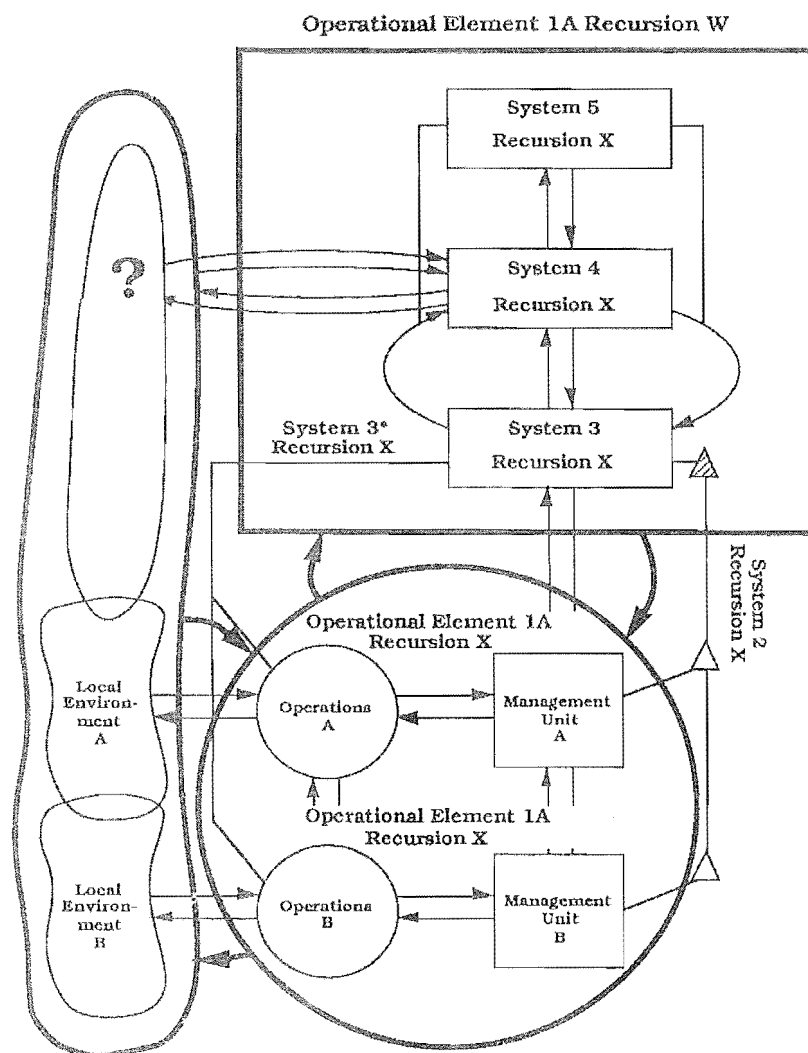 Operational Element 1A Recursion W
System 5
Recursion X
?
System 4
Recursion X
System 3*
Recursion X
System 3
Recursion X
System 2
Recursion X
Operational Element 1A
Recursion X
Local
Environ-
ment
A
Operations
A
Management
Unit
A
Operational Element 1A
Recursion X
Local
Environ-
ment
B
Operations
B
Management
Unit
B